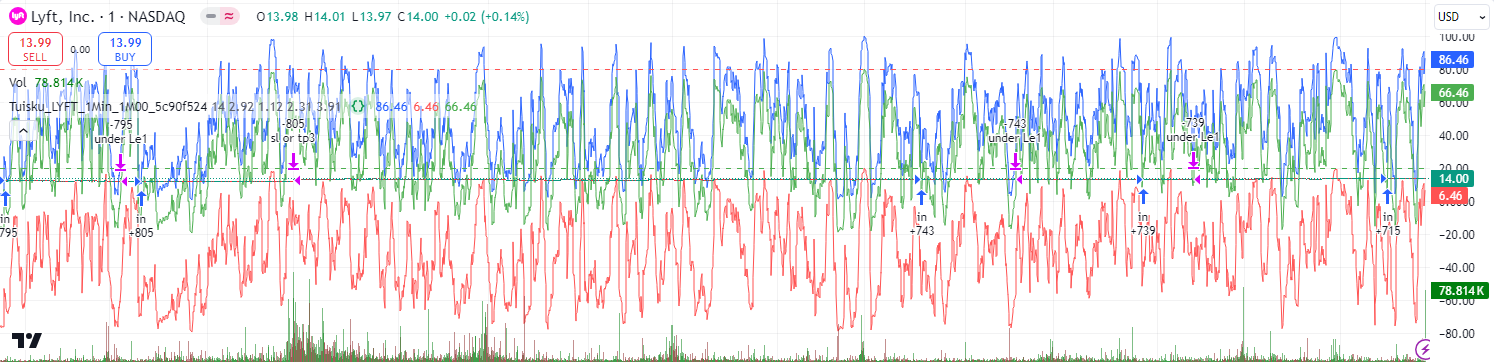 Lyft, Inc. · 1 · NASDAQ
O13.98 H14.01 L13.97 C14.00 +0.02 (+0.14%)
USD
13.99
SELL
0.00
13.99
BUY
Vol 78.814K
Tuisku_LYFT_1Min_1M00_5c90f524 14 2.92 1.12 2.31 3.91 {} 86.46 6.46 66.46
-795
under Le1
-805
sl or tp3
-743
under Le1
-739
under Le1
in
795
in
+805
in
+743
in
+739
in
+715
100.00
86.46
80.00
66.46
60.00
40.00
20.00
14.00
6.46
−20.00
−40.00
78.814K
−60.00
−80.00